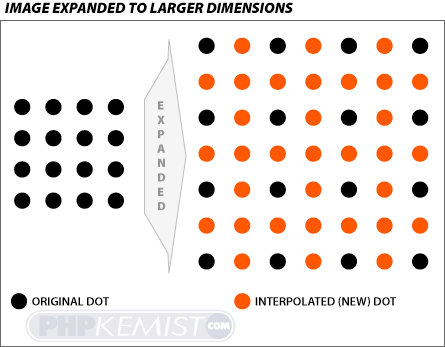 IMAGE EXPANDED TO LARGER DIMENSIONS
EXPANDED
ORIGINAL DOT
INTERPOLATED (NEW) DOT
PHPKEMIST.COM